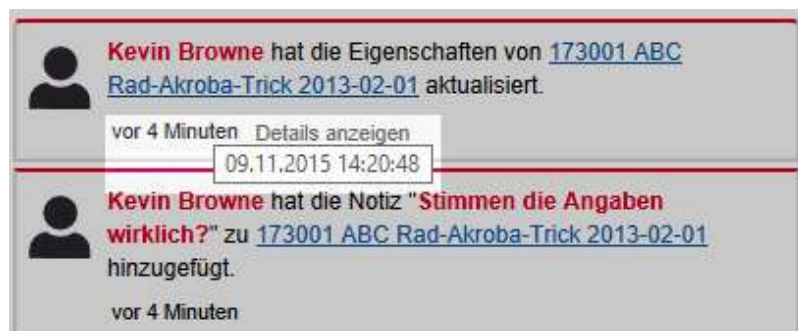 Kevin Browne hat die Eigenschaften von 173001 ABC
Rad-Akroba-Trick 2013-02-01 aktualisiert.
vor 4 Minuten Details anzeigen
09.11.2015 14:20:48
Kevin Browne hat die Notiz "Stimmen die Angaben
wirklich?" zu 173001 ABC Rad-Akroba-Trick 2013-02-01
hinzugefügt.
vor 4 Minuten